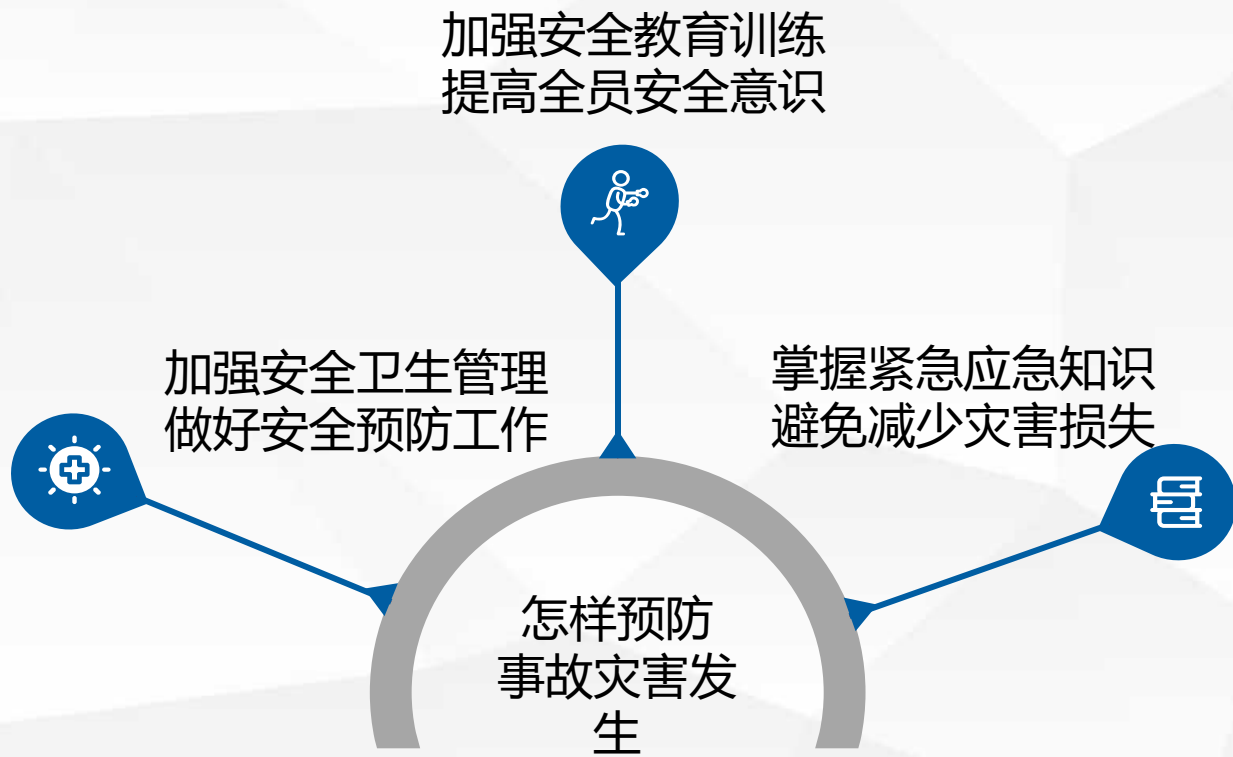 加强安全教育训练
提高全员安全意识
加强安全卫生管理
做好安全预防工作
掌握紧急应急知识
避免减少灾害损失
怎样预防
事故灾害发
生